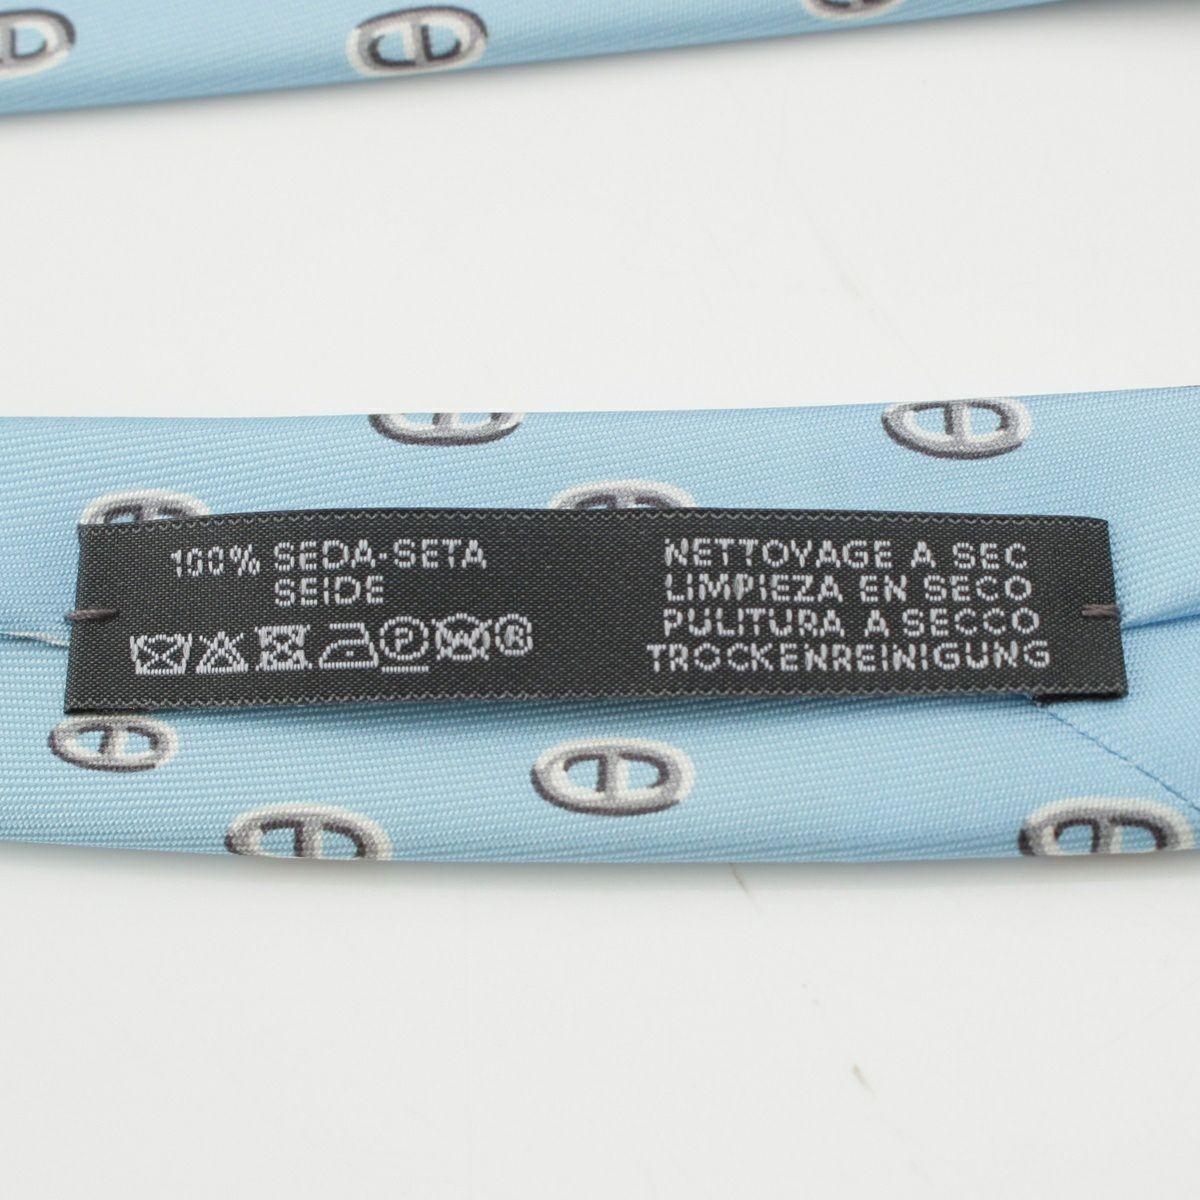 100% SEDA-SETA
SEIDE
P W R
NETTOYAGE A SEC
LIMPIEZA EN SECO
PULITURA A SECCO
TROCKENREINIGUNG